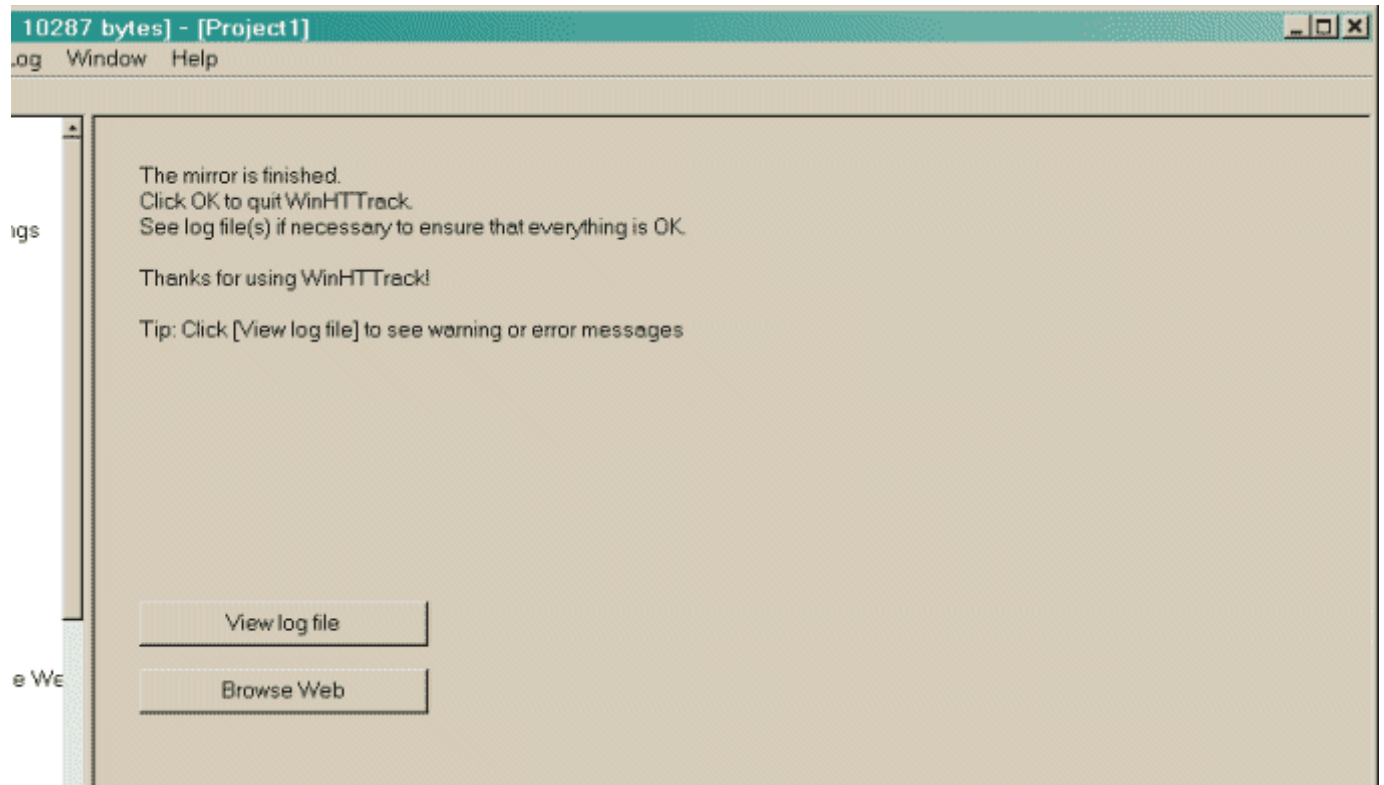 10287 bytes] - [Project1]
Log Window Help
The mirror is finished.
Click OK to quit WinHTTrack.
ngs
See log file(s) if necessary to ensure that everything is OK.
Thanks for using WinHTTrack!
Tip: Click [View log file] to see warning or error messages
View log file
e We
Browse Web